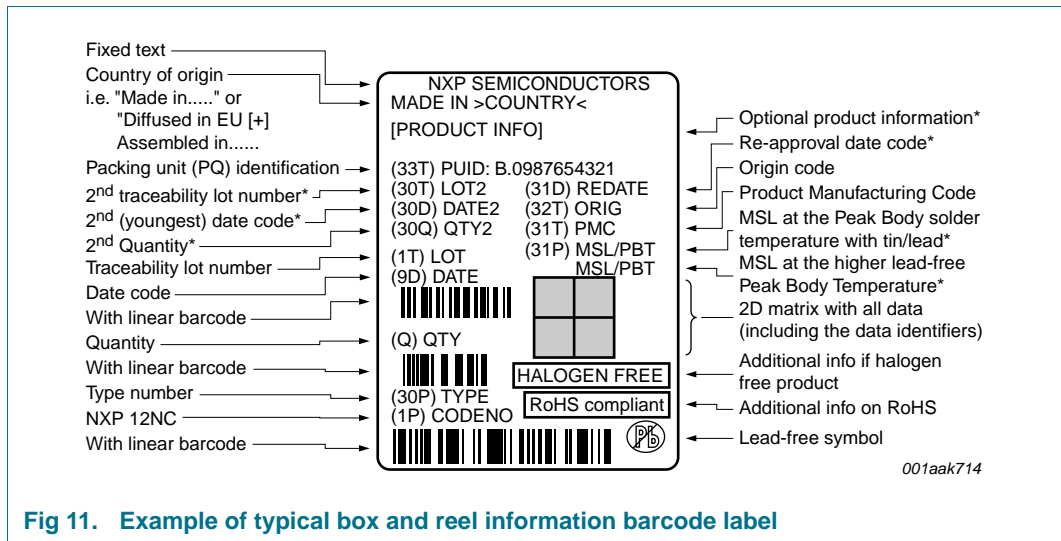 Fixed text
Country of origin
i.e. "Made in....." or
"Diffused in EU [+]
Assembled in......
Packing unit (PQ) identification
2nd traceability lot number*
2nd (youngest) date code*
2nd Quantity*
Traceability lot number
Date code
With linear barcode
Quantity
With linear barcode
Type number
NXP 12NC
With linear barcode
NXP SEMICONDUCTORS
MADE IN >COUNTRY<
[PRODUCT INFO]
(33T) PUID: B.0987654321
(30T) LOT2 (31D) REDATE
(30D) DATE2 (32T) ORIG
(30Q) QTY2 (31T) PMC
(31P) MSL/PBT
(1T) LOT MSL/PBT
(9D) DATE
(Q) QTY
HALOGEN FREE
(30P) TYPE
(1P) CODENO RoHS compliant
Pb
Optional product information*
Re-approval date code*
Origin code
Product Manufacturing Code
MSL at the Peak Body solder
temperature with tin/lead*
MSL at the higher lead-free
Peak Body Temperature*
2D matrix with all data
(including the data identifiers)
Additional info if halogen
free product
Additional info on RoHS
Lead-free symbol
001aak714
Fig 11. Example of typical box and reel information barcode label